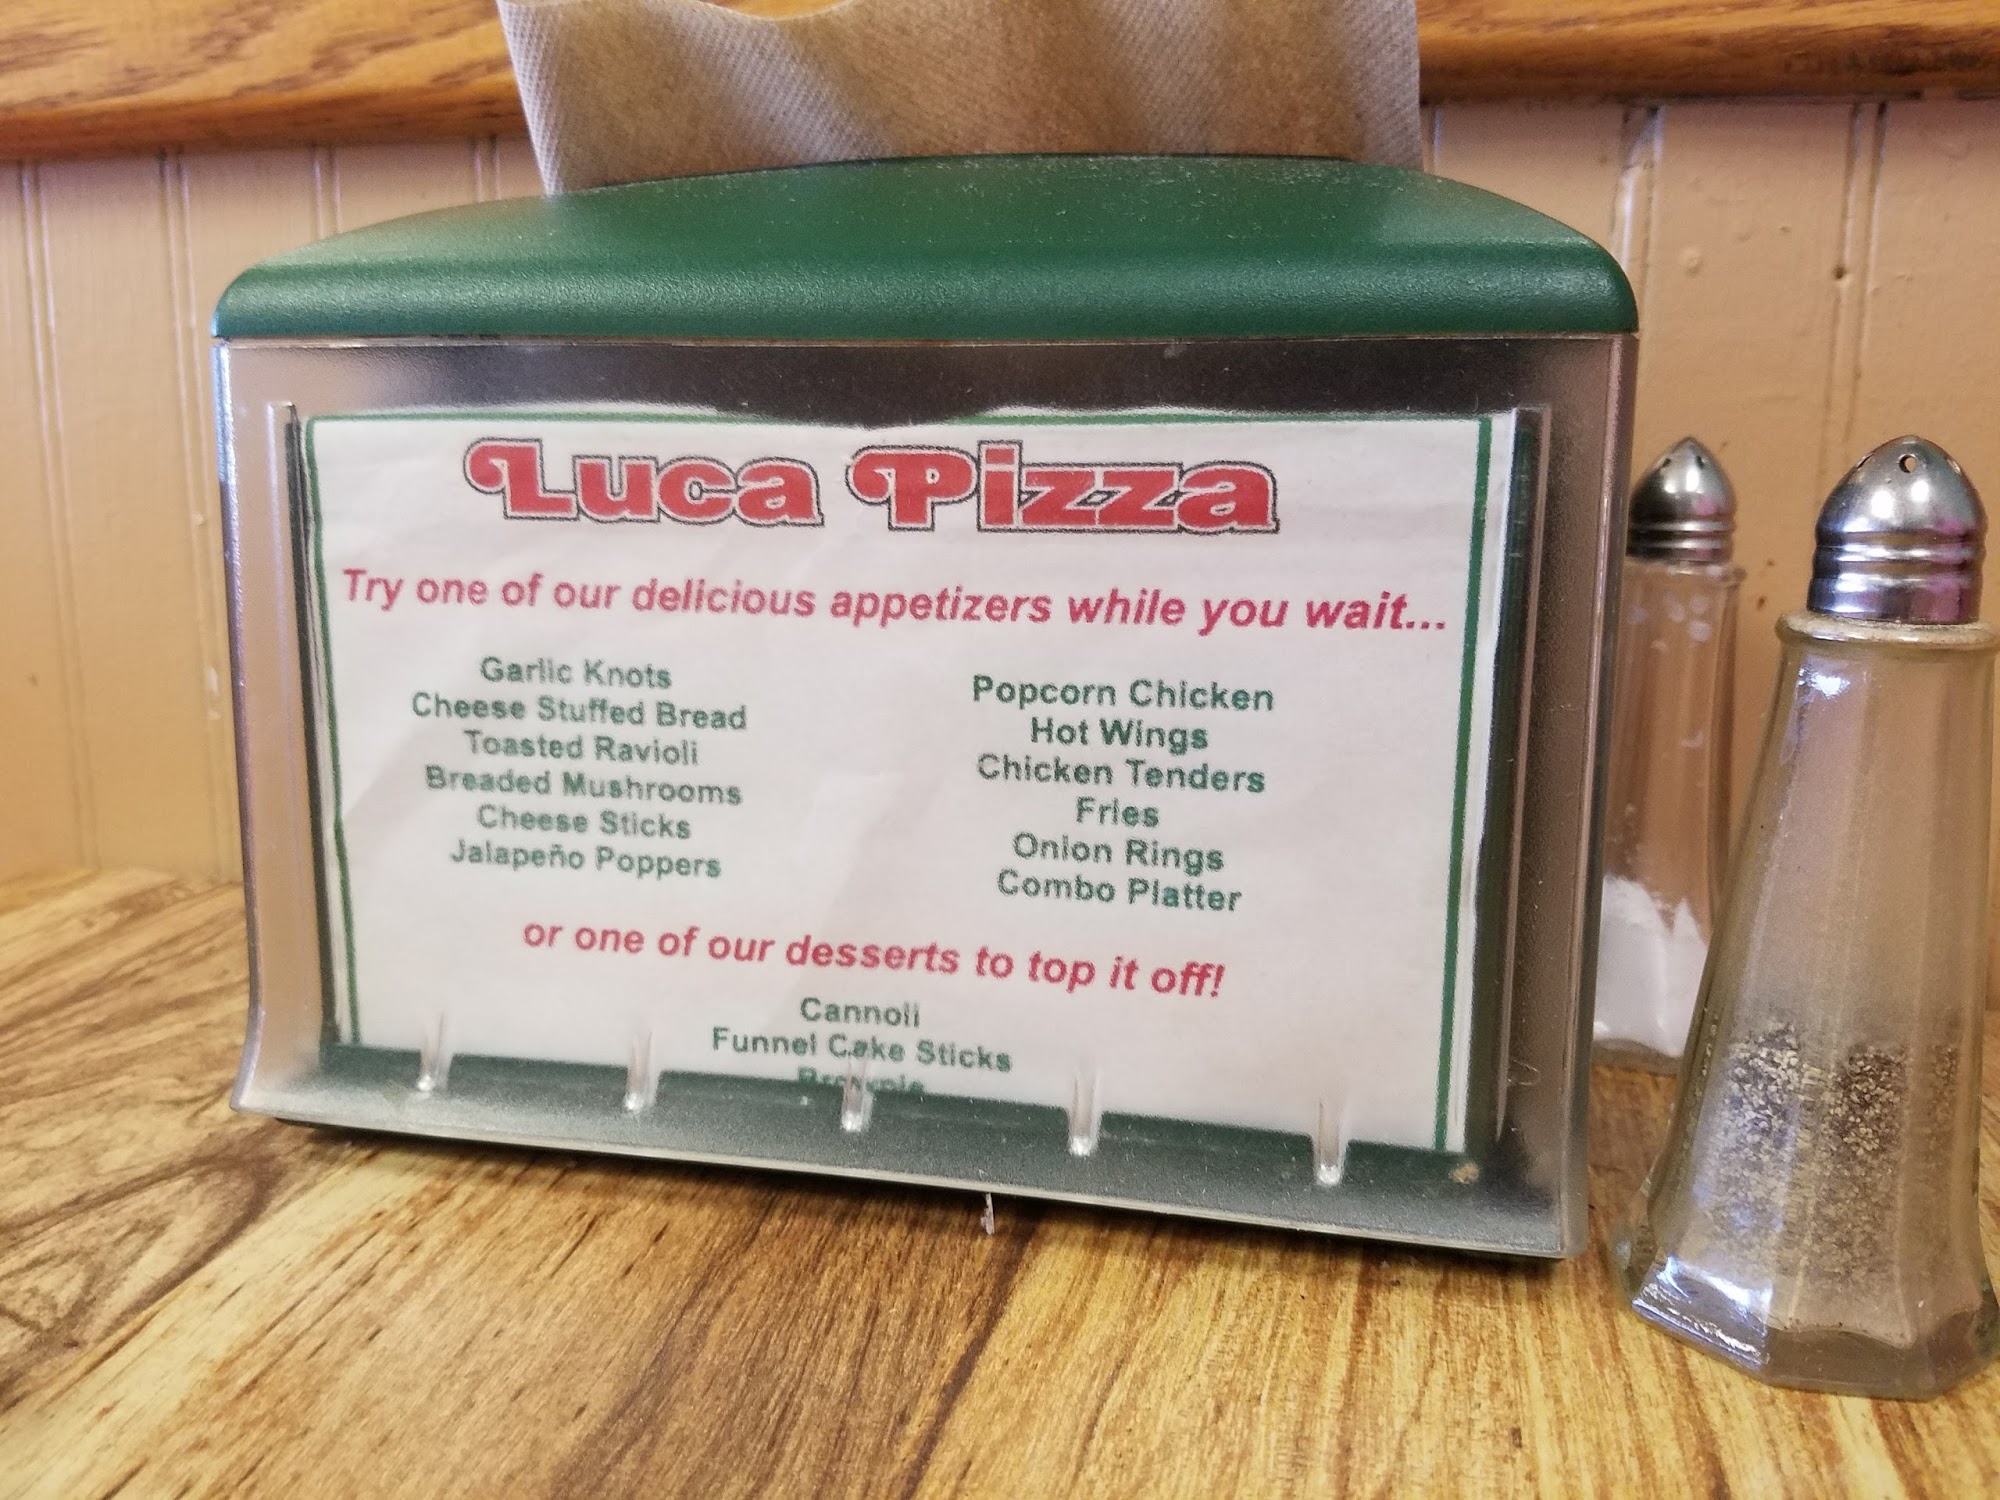 Luca Pizza
Try one of our delicious appetizers while you wait...
Garlic Knots
Cheese Stuffed Bread
Toasted Ravioli
Breaded Mushrooms
Cheese Sticks
Jalapeño Poppers
Popcorn Chicken
Hot Wings
Chicken Tenders
Fries
Onion Rings
Combo Platter
or one of our desserts to top it off!
Cannoli
Funnel Cake Sticks
Brownie